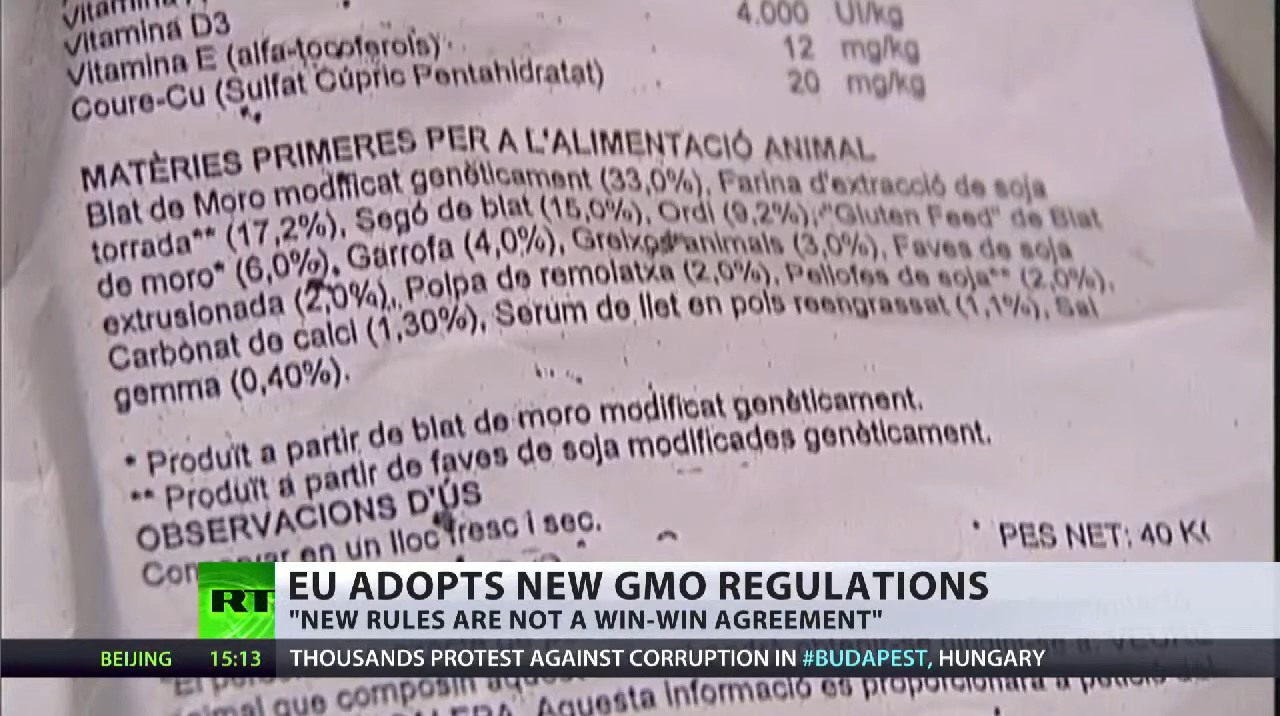 Vitamina D3 4.000 UI/kg
Vitamina E (alfa-tocoferols) 12 mg/kg
Coure-Cu (Sulfat Cúpric Pentahidratat) 20 mg/kg
MATÈRIES PRIMERES PER A L'ALIMENTACIÓ ANIMAL
Blat de Moro modificat genèticament (33,0%), Farina d'extracció de soja
torrada** (17,2%), Segó de blat (15,0%), Ordi (9,2%), "Gluten Feed" de Blat
de moro* (6,0%), Garrofa (4,0%), Greixos animals (3,0%), Faves de soja
extrusionada (2,0%), Polpa de remolatxa (2,0%), Pellofes de soja** (2,0%),
Carbonat de calci (1,30%), Serum de llet en pols reengrassat (1,1%), Sal
gemma (0,40%).
* Produït a partir de blat de moro modificat genèticament.
** Produït a partir de faves de soja modificades genèticament.
OBSERVACIONS D'ÚS
en un lloc fresc i sec.
PES NET: 40
RT EU ADOPTS NEW GMO REGULATIONS
"NEW RULES ARE NOT A WIN-WIN AGREEMENT"
BEIJING 15:13 THOUSANDS PROTEST AGAINST CORRUPTION IN #BUDAPEST, HUNGARY
que composin
Aquesta informació es proporcionarà a petició